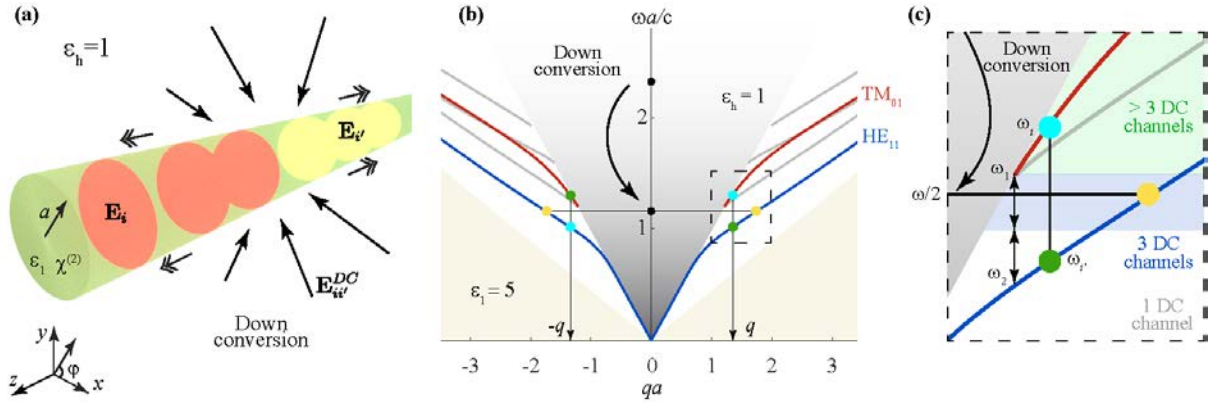 (a)
ε_h=1
E_i
E_i'
a
ε_1 χ^(2)
E_ii'^DC
Down
conversion
y
z
x
φ
(b)
ωa/c
Down
conversion
2
ε_h=1
TM_01
HE_11
1
ε_1=5
-q
q
-3 -2 -1 0 1 2 3
qa
(c)
Down
conversion
> 3 DC
channels
ω_i
ω_1
ω/2
3 DC
channels
ω_2
ω_i'
1 DC
channel